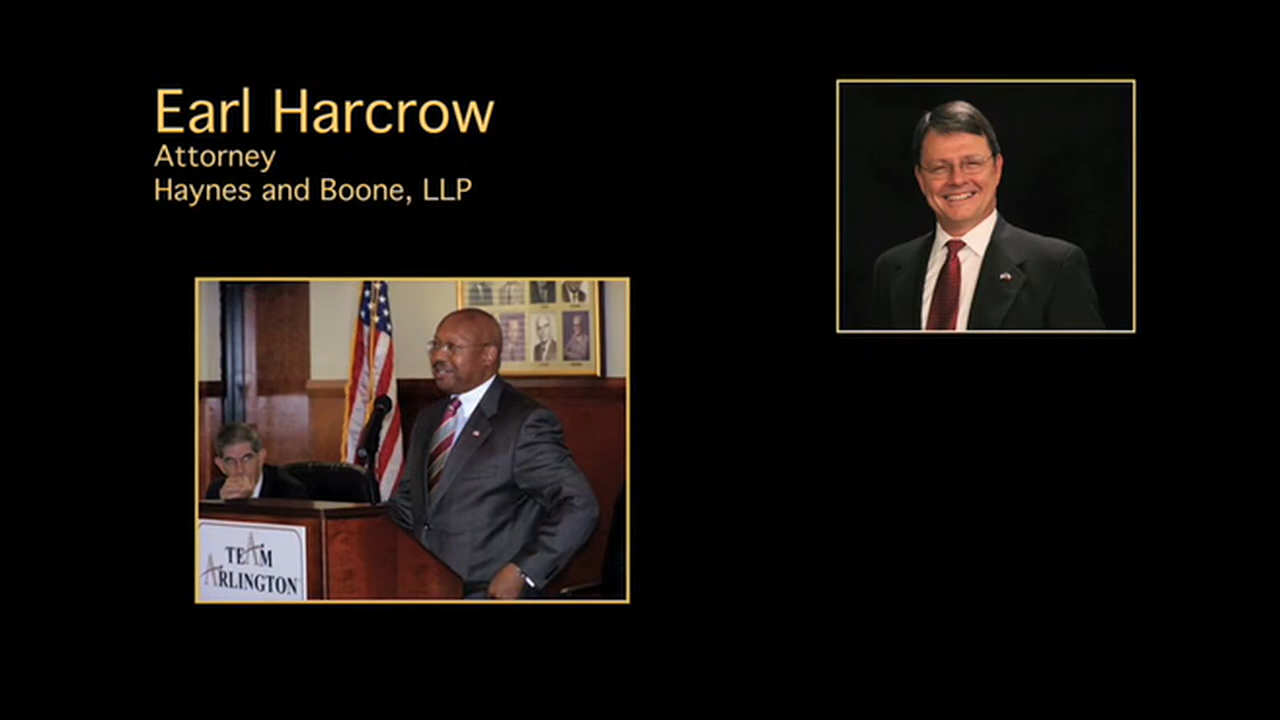 Earl Harcrow
Attorney
Haynes and Boone, LLP
TEAM
ARLINGTON